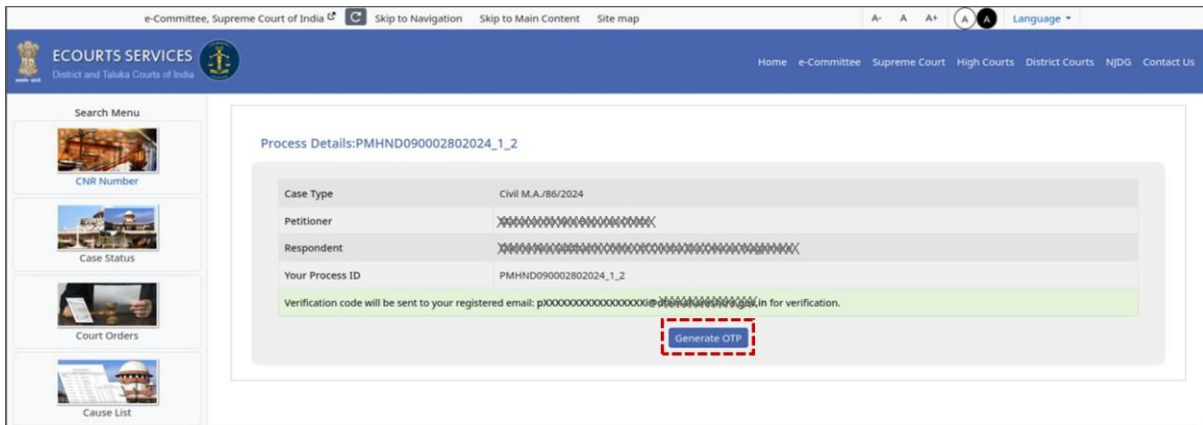 e-Committee, Supreme Court of India C Skip to Navigation Skip to Main Content Site map A- A A+ A A Language
ECOURTS SERVICES
District and Taluka Courts of India
Home e-Committee Supreme Court High Courts District Courts NJDG Contact Us
Search Menu
CNR Number
Case Status
Court Orders
Cause List
Process Details:PMHND090002802024_1_2
Case Type Civil M.A./86/2024
Petitioner
Respondent
Your Process ID PMHND090002802024_1_2
Verification code will be sent to your registered email: for verification.
Generate OTP